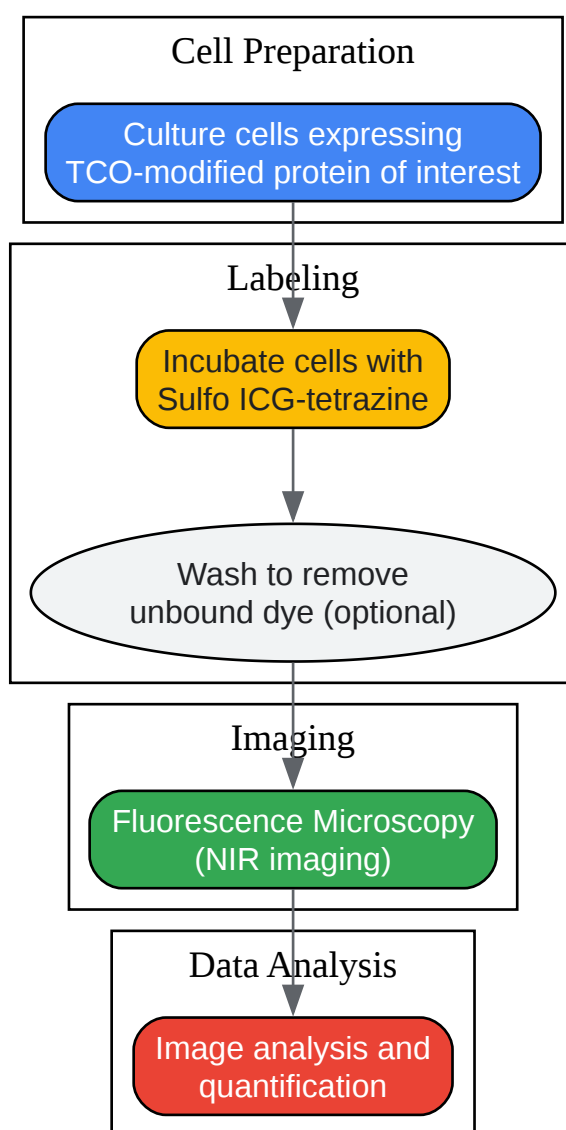 Cell Preparation
Culture cells expressing
TCO-modified protein of interest
Labeling
Incubate cells with
Sulfo ICG-tetrazine
Wash to remove
unbound dye (optional)
Imaging
Fluorescence Microscopy
(NIR imaging)
Data Analysis
Image analysis and
quantification